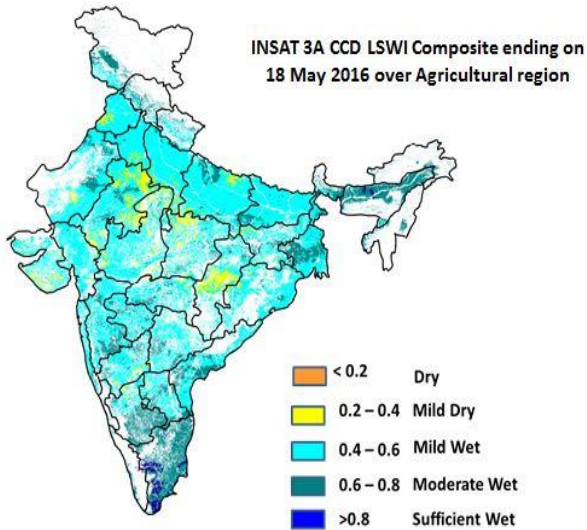 INSAT 3A CCD LSWI Composite ending on
18 May 2016 over Agricultural region
< 0.2 Dry
0.2 – 0.4 Mild Dry
0.4 – 0.6 Mild Wet
0.6 – 0.8 Moderate Wet
>0.8 Sufficient Wet